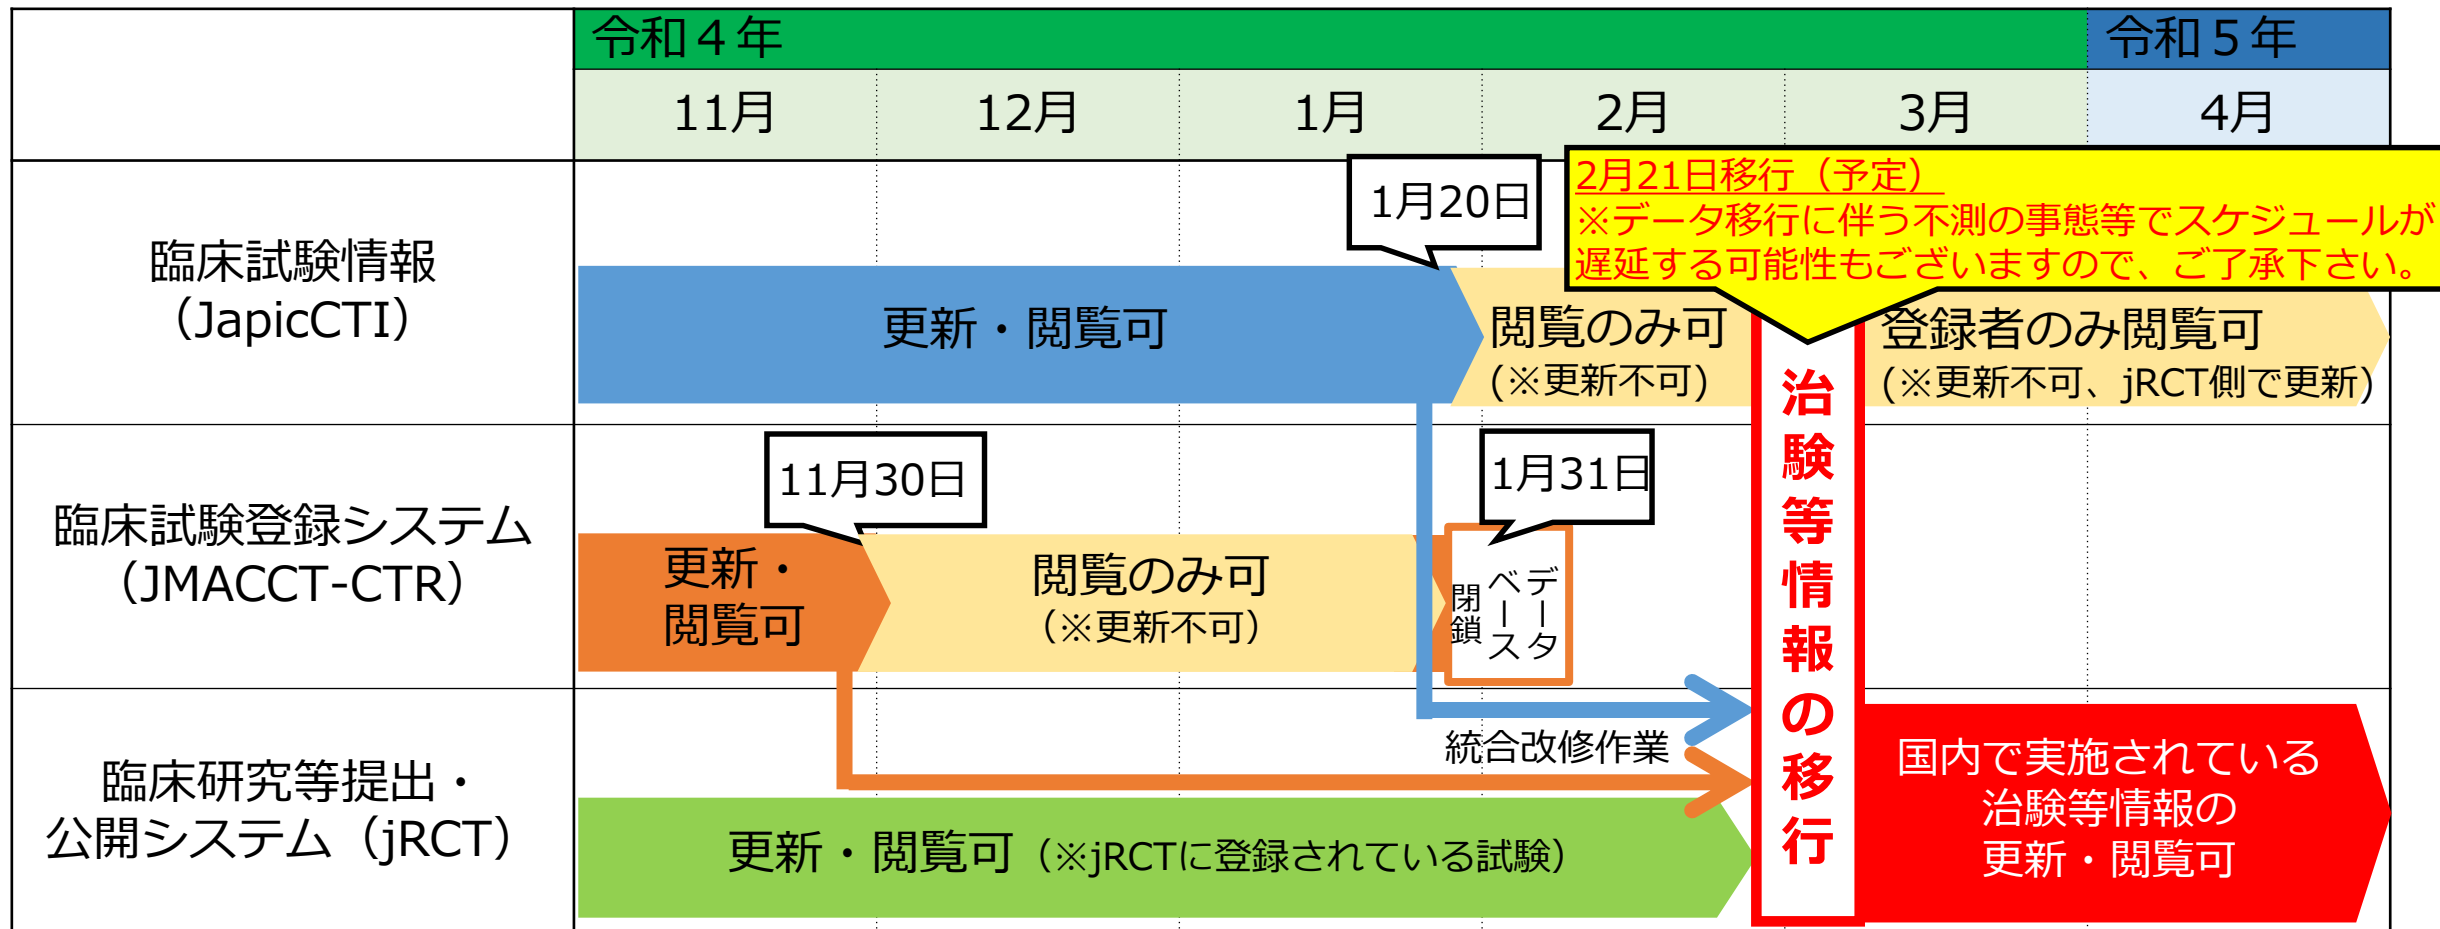 令和４年
令和５年
11月
12月
1月
2月
3月
4月
臨床試験情報
（JapicCTI）
1月20日
2月21日移行（予定）
※データ移行に伴う不測の事態等でスケジュールが
遅延する可能性もございますので、ご了承下さい。
更新・閲覧可
閲覧のみ可
(※更新不可)
登録者のみ閲覧可
(※更新不可、jRCT側で更新)
治験等情報の移行
臨床試験登録システム
（JMACCT-CTR）
11月30日
1月31日
更新・
閲覧可
閲覧のみ可
（※更新不可）
データ
ベース
閉鎖
臨床研究等提出・
公開システム（jRCT）
統合改修作業
更新・閲覧可（※jRCTに登録されている試験）
国内で実施されている
治験等情報の
更新・閲覧可